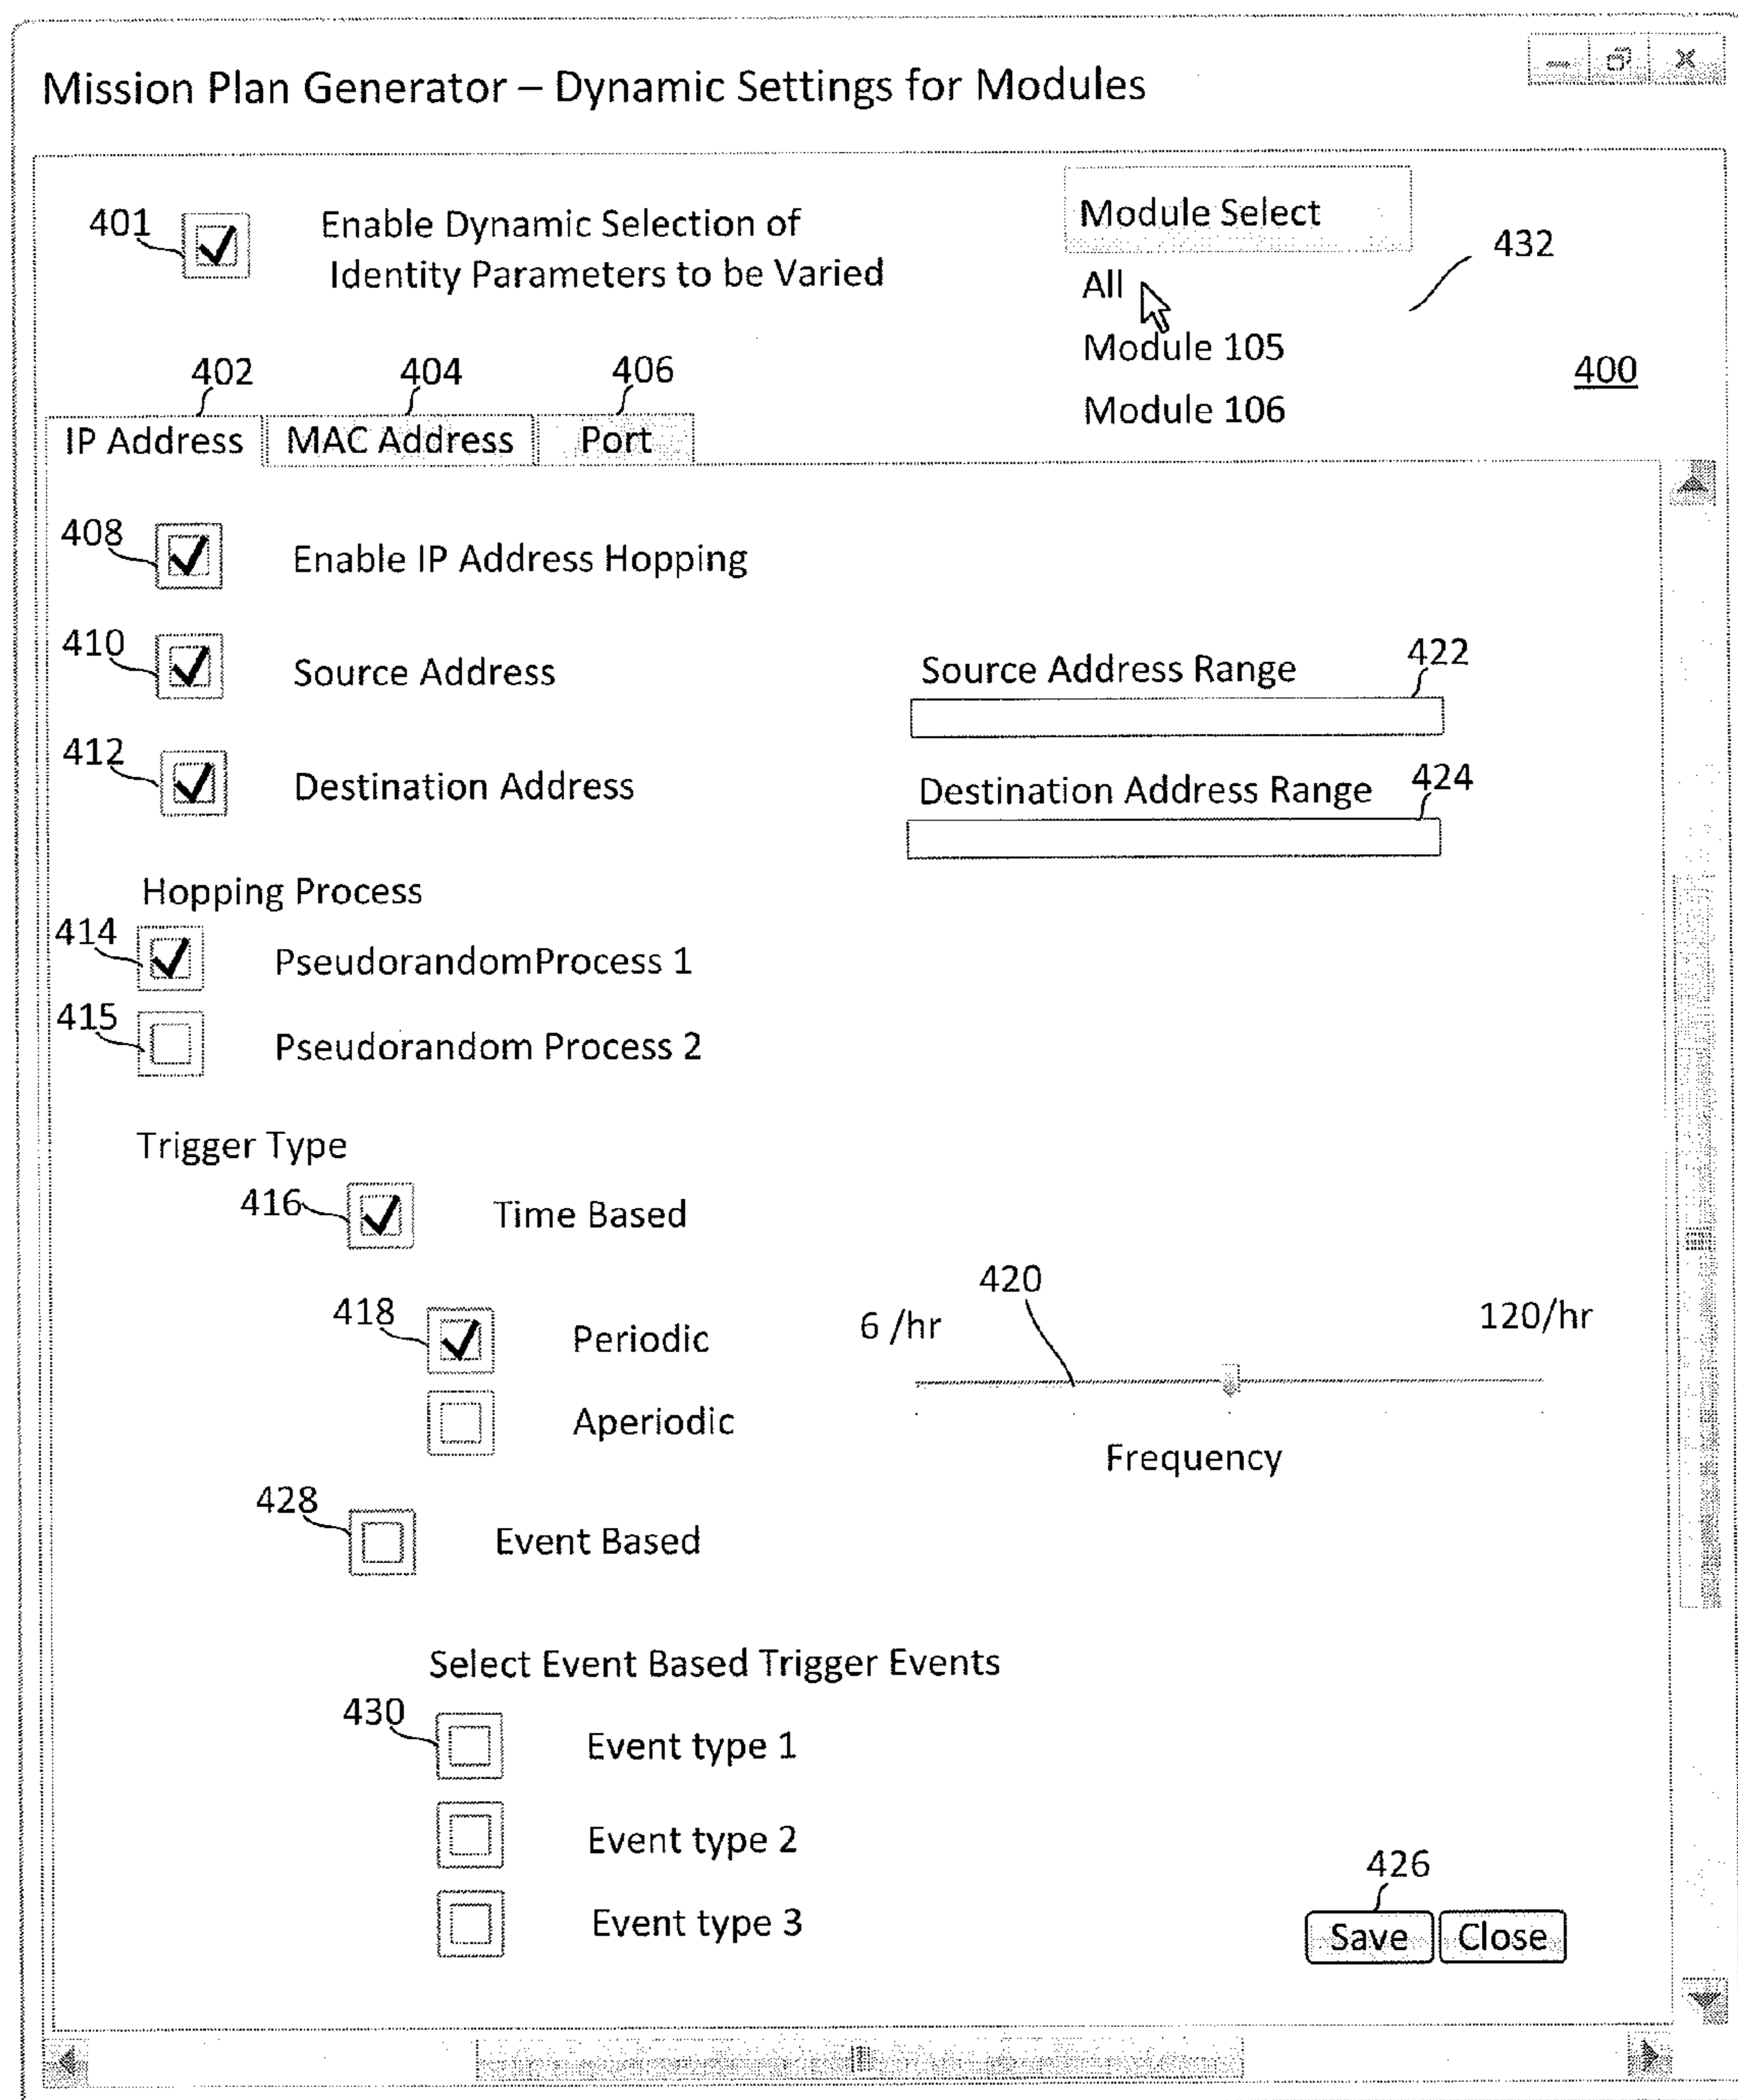 Mission Plan Generator – Dynamic Settings for Modules
401
Enable Dynamic Selection of
Identity Parameters to be Varied
Module Select
All
Module 105
Module 106
432
400
402
404
406
IP Address
MAC Address
Port
408
Enable IP Address Hopping
410
Source Address
Source Address Range
422
412
Destination Address
Destination Address Range
424
Hopping Process
414
PseudorandomProcess 1
415
Pseudorandom Process 2
Trigger Type
416
Time Based
418
Periodic
6 /hr
420
120/hr
Aperiodic
Frequency
428
Event Based
Select Event Based Trigger Events
430
Event type 1
Event type 2
Event type 3
426
Save
Close